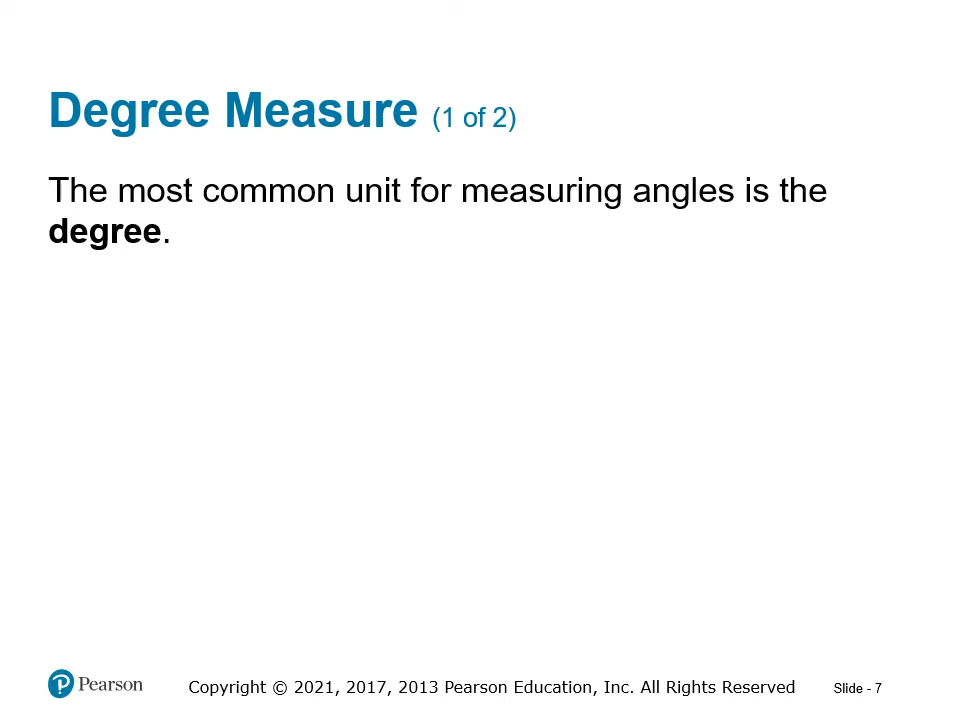 Degree Measure (1 of 2)
The most common unit for measuring angles is the
degree.
Pearson
Copyright © 2021, 2017, 2013 Pearson Education, Inc. All Rights Reserved
Slide - 7